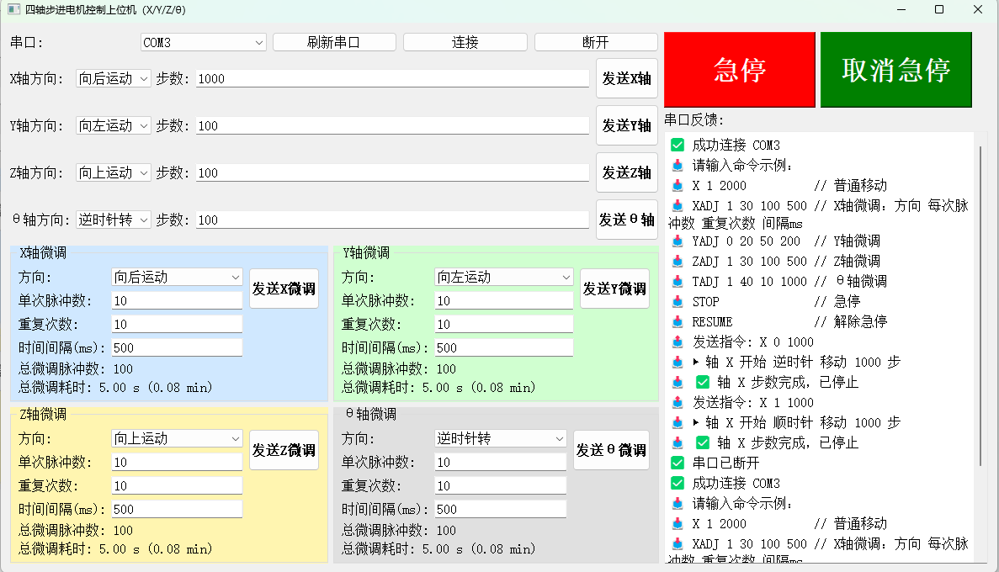 四轴步进电机控制上位机 (X/Y/Z/θ)
串口: COM3 刷新串口 连接 断开
X轴方向: 向后运动 步数: 1000 发送X轴
Y轴方向: 向左运动 步数: 100 发送Y轴
Z轴方向: 向上运动 步数: 100 发送Z轴
θ轴方向: 逆时针转 步数: 100 发送θ轴
X轴微调
方向: 向后运动 发送X微调
单次脉冲数: 10
重复次数: 10
时间间隔(ms): 500
总微调脉冲数: 100
总微调耗时: 5.00 s (0.08 min)
Y轴微调
方向: 向左运动 发送Y微调
单次脉冲数: 10
重复次数: 10
时间间隔(ms): 500
总微调脉冲数: 100
总微调耗时: 5.00 s (0.08 min)
Z轴微调
方向: 向上运动 发送Z微调
单次脉冲数: 10
重复次数: 10
时间间隔(ms): 500
总微调脉冲数: 100
总微调耗时: 5.00 s (0.08 min)
θ轴微调
方向: 逆时针转 发送θ微调
单次脉冲数: 10
重复次数: 10
时间间隔(ms): 500
总微调脉冲数: 100
总微调耗时: 5.00 s (0.08 min)
急停 取消急停
串口反馈:
成功连接 COM3
请输入命令示例:
X 1 2000 // 普通移动
XADJ 1 30 100 500 // X轴微调: 方向 每次脉
冲数 重复次数 间隔ms
YADJ 0 20 50 200 // Y轴微调
ZADJ 1 30 100 500 // Z轴微调
TADJ 1 40 10 1000 // θ轴微调
STOP // 急停
RESUME // 解除急停
发送指令: X 0 1000
▶ 轴 X 开始 逆时针 移动 1000 步
轴 X 步数完成，已停止
发送指令: X 1 1000
▶ 轴 X 开始 顺时针 移动 1000 步
轴 X 步数完成，已停止
串口已断开
成功连接 COM3
请输入命令示例:
X 1 2000 // 普通移动
XADJ 1 30 100 500 // X轴微调: 方向 每次脉
冲数 重复次数 间隔ms